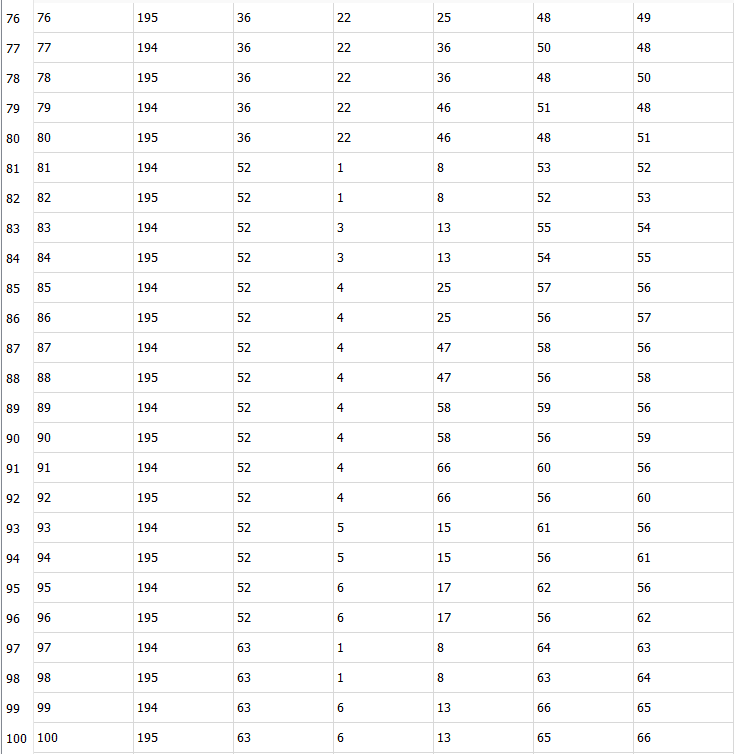 76 76 195 36 22 25 48 49
77 77 194 36 22 36 50 48
78 78 195 36 22 36 48 50
79 79 194 36 22 46 51 48
80 80 195 36 22 46 48 51
81 81 194 52 1 8 53 52
82 82 195 52 1 8 52 53
83 83 194 52 3 13 55 54
84 84 195 52 3 13 54 55
85 85 194 52 4 25 57 56
86 86 195 52 4 25 56 57
87 87 194 52 4 47 58 56
88 88 195 52 4 47 56 58
89 89 194 52 4 58 59 56
90 90 195 52 4 58 56 59
91 91 194 52 4 66 60 56
92 92 195 52 4 66 56 60
93 93 194 52 5 15 61 56
94 94 195 52 5 15 56 61
95 95 194 52 6 17 62 56
96 96 195 52 6 17 56 62
97 97 194 63 1 8 64 63
98 98 195 63 1 8 63 64
99 99 194 63 6 13 66 65
100 100 195 63 6 13 65 66